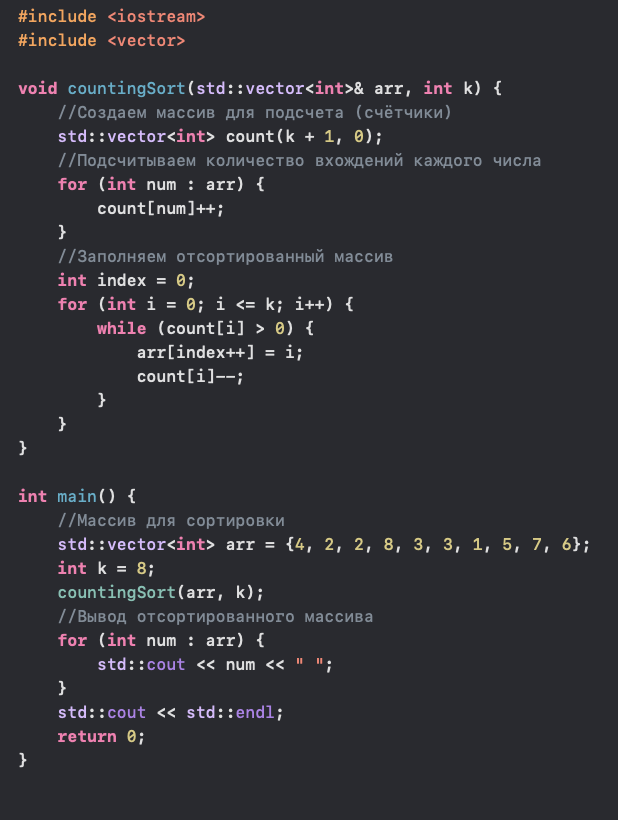 #include <iostream>
#include <vector>

void countingSort(std::vector<int>& arr, int k) {
    //Создаем массив для подсчета (счётчики)
    std::vector<int> count(k + 1, 0);
    //Подсчитываем количество вхождений каждого числа
    for (int num : arr) {
        count[num]++;
    }
    //Заполняем отсортированный массив
    int index = 0;
    for (int i = 0; i <= k; i++) {
        while (count[i] > 0) {
            arr[index++] = i;
            count[i]--;
        }
    }
}

int main() {
    //Массив для сортировки
    std::vector<int> arr = {4, 2, 2, 8, 3, 3, 1, 5, 7, 6};
    int k = 8;
    countingSort(arr, k);
    //Вывод отсортированного массива
    for (int num : arr) {
        std::cout << num << " ";
    }
    std::cout << std::endl;
    return 0;
}